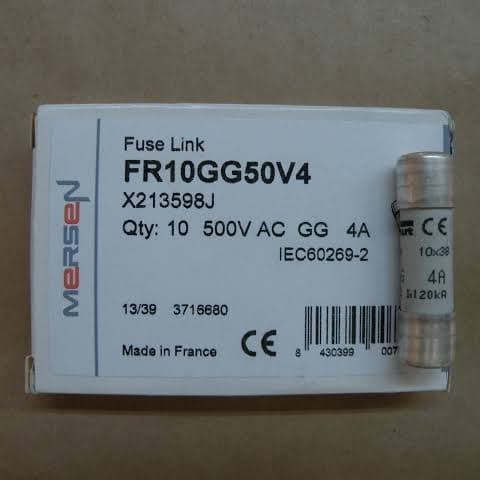 MERSEN
Fuse Link
FR10GG50V4
X213598J
Qty: 10 500V AC GG 4A
IEC60269-2
13/39 3716680
CE
Made in France
8 430399 007
CE
10x38
4A
120kA